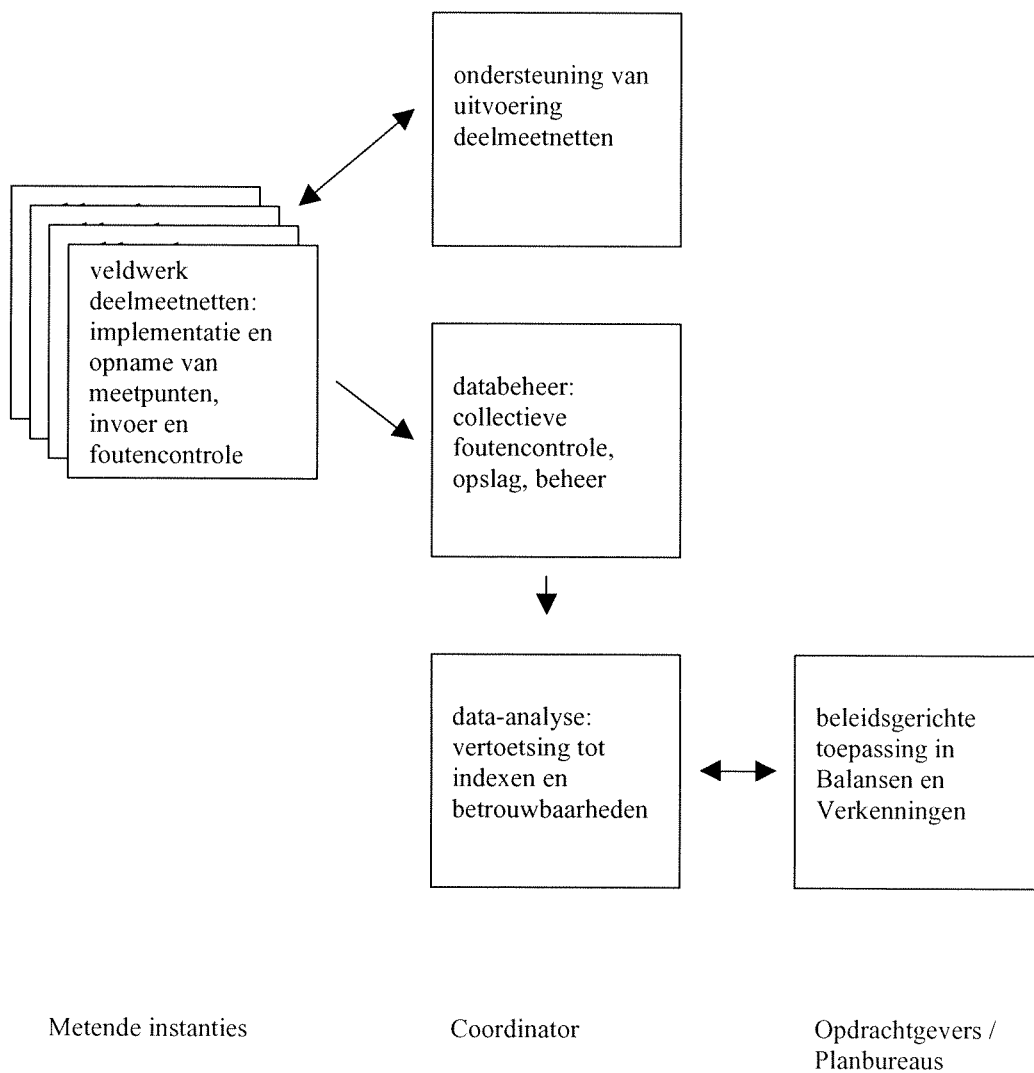 ondersteuning van
uitvoering
deelmeetnetten
veldwerk
deelmeetnetten:
implementatie en
opname van
meetpunten,
invoer en
foutencontrole
databeheer:
collectieve
foutencontrole,
opslag, beheer
data-analyse:
vertoetsing tot
indexen en
betrouwbaarheden
beleidsgerichte
toepassing in
Balansen en
Verkenningen
Metende instanties
Coordinator
Opdrachtgevers /
Planbureaus